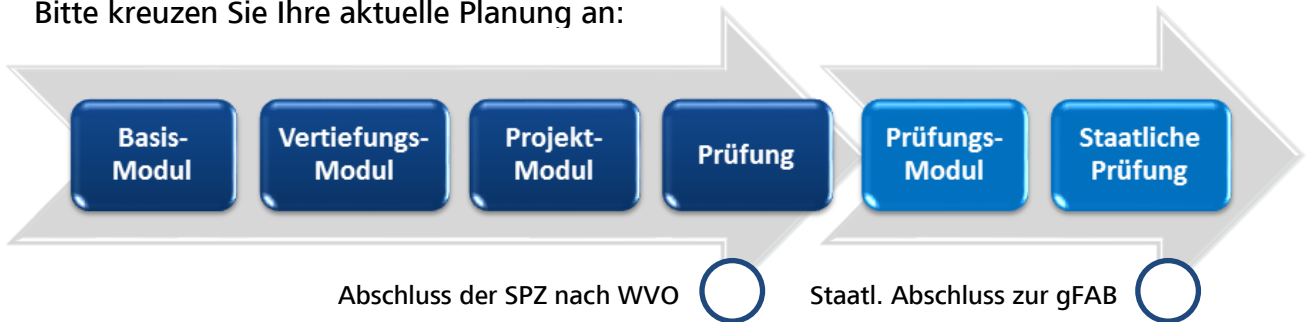 Bitte kreuzen Sie Ihre aktuelle Planung an:
Basis-
Modul
Vertiefungs-
Modul
Projekt-
Modul
Prüfung
Prüfungs-
Modul
Staatliche
Prüfung
Abschluss der SPZ nach WVO
Staatl. Abschluss zur gFAB